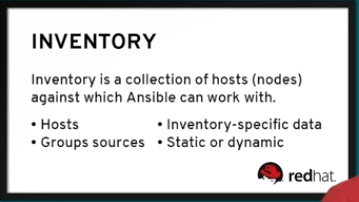 INVENTORY
Inventory is a collection of hosts (nodes)
against which Ansible can work with.
• Hosts
• Groups sources
• Inventory-specific data
• Static or dynamic
redhat.